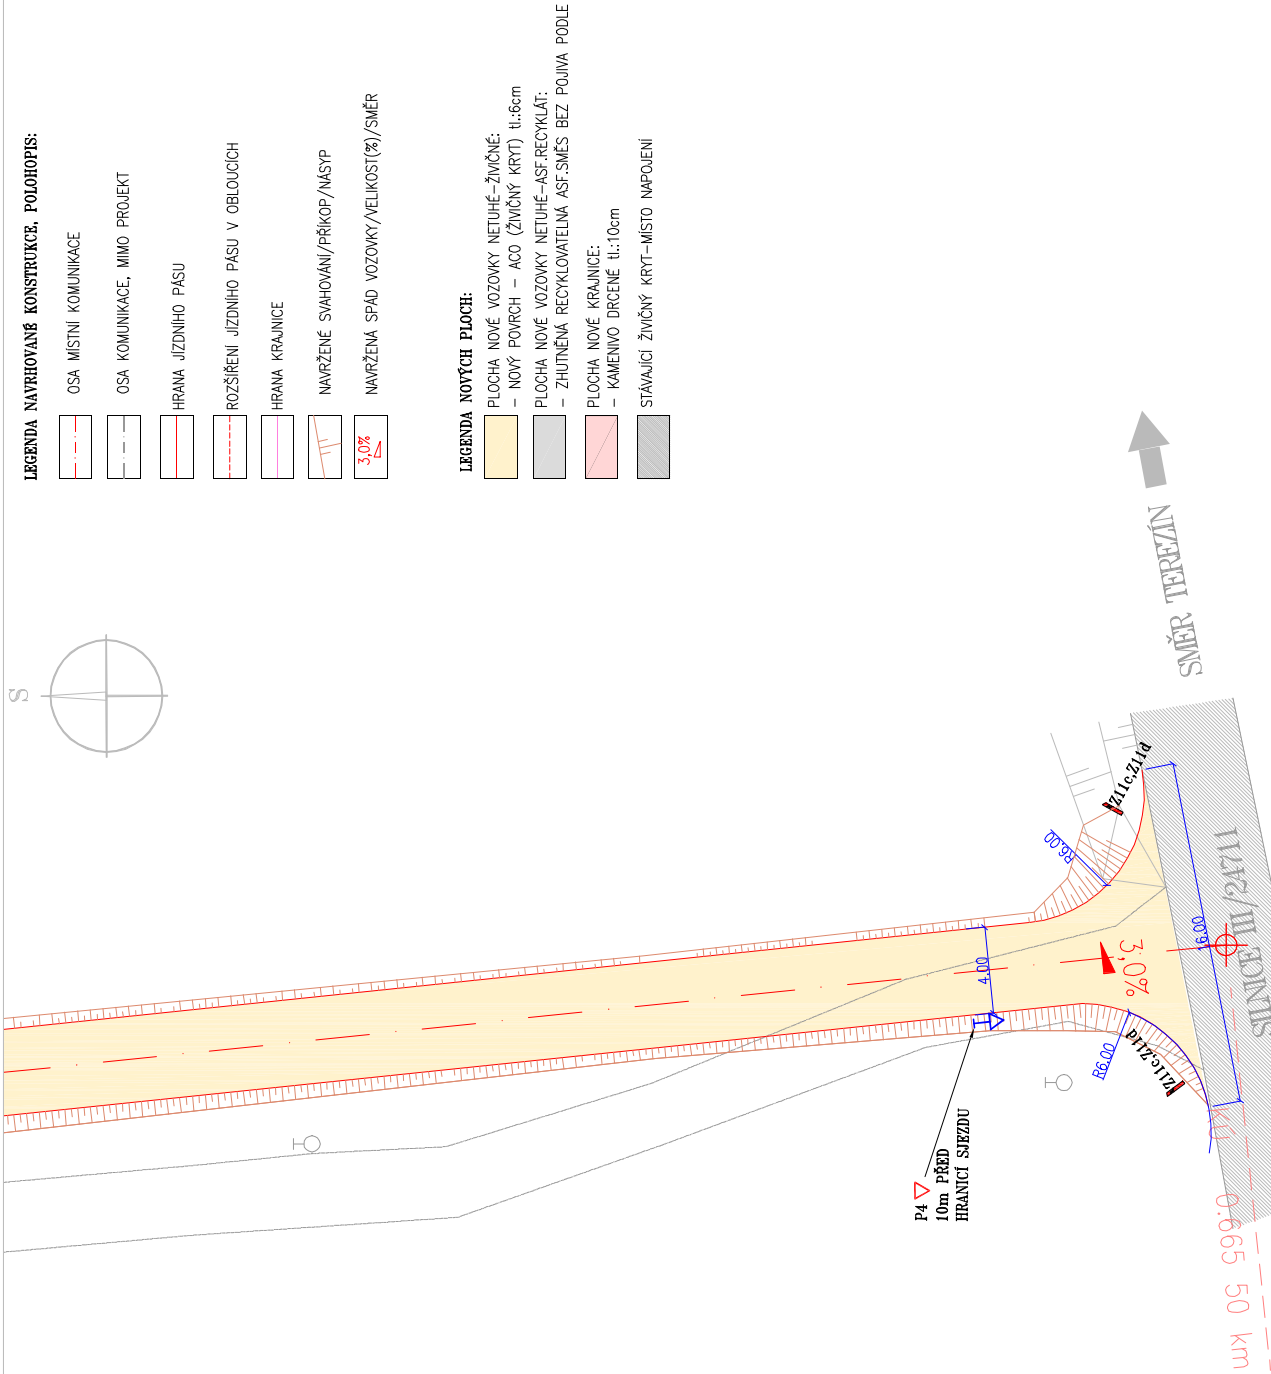 LEGENDA NAVRHOVANÉ KONSTRUKCE, POLOHOPIS:
OSA MÍSTNÍ KOMUNIKACE
OSA KOMUNIKACE, MIMO PROJEKT
HRANA JÍZDNÍHO PÁSU
ROZŠÍŘENÍ JÍZDNÍHO PÁSU V OBLOUCÍCH
HRANA KRAJNICE
NAVRŽENÉ SVAHOVÁNÍ/PŘÍKOP/NÁSYP
3,0%
NAVRŽENÁ SPÁD VOZOVKY/VELIKOST(%)/SMĚR
LEGENDA NOVÝCH PLOCH:
PLOCHA NOVÉ VOZOVKY NETUHÉ-ŽIVIČNÉ:
- NOVÝ POVRCH - ACO (ŽIVIČNÝ KRYT) tl.:6cm
PLOCHA NOVÉ VOZOVKY NETUHÉ-ASF.RECYKLÁT:
- ZHUTNĚNÁ RECYKLOVATELNÁ ASF.SMĚS BEZ POJIVA PODLE
PLOCHA NOVÉ KRAJNICE:
- KAMENIVO DRCENÉ tl.:10cm
STÁVAJÍCÍ ŽIVIČNÝ KRYT-MÍSTO NAPOJENÍ
S
SMĚR TEREZÍN
Z11c,Z11d
R6,00
4,00
3,0%
16,00
SILNICE III/24711
R6,00
Z11c,Z11d
P4
10m PŘED
HRANICÍ SJEZDU
KÚ
0.665 50 km